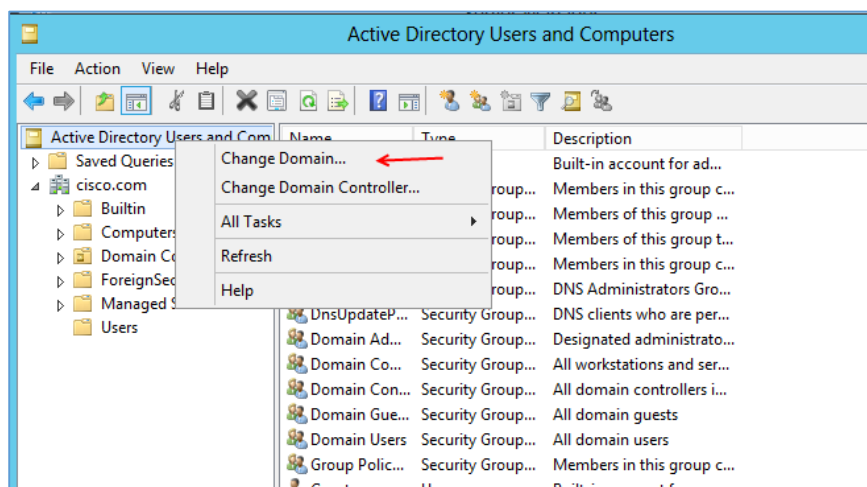 Active Directory Users and Computers
File Action View Help
Active Directory Users and Com
Name Type Description
Saved Queries
Change Domain...
Built-in account for ad...
cisco.com
Change Domain Controller...
roup... Members in this group c...
Builtin
roup... Members of this group ...
Computers
All Tasks
roup... Members of this group t...
Domain Co
Refresh
roup... Members in this group c...
ForeignSec
Help
roup... DNS Administrators Gro...
Managed S
DnsUpdateP... Security Group... DNS clients who are per...
Users
Domain Ad... Security Group... Designated administrato...
Domain Co... Security Group... All workstations and ser...
Domain Con... Security Group... All domain controllers i...
Domain Gue... Security Group... All domain guests
Domain Users Security Group... All domain users
Group Polic... Security Group... Members in this group c...